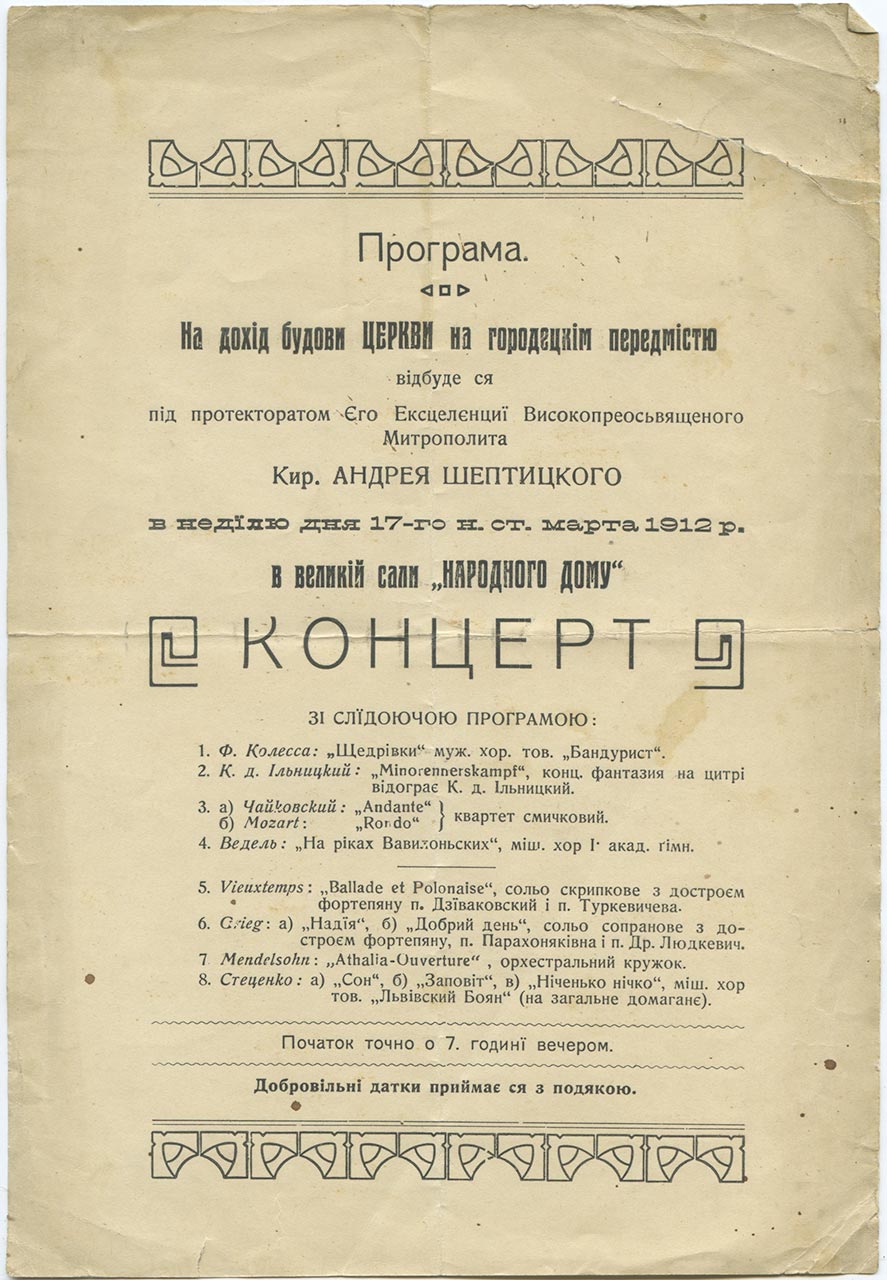 Програма.
На дохід будови ЦЕРКВИ на городецкім передмістю
відбуде ся
під протекторатом Єго Ексцелєнциї Високопреосьвященого
Митрополита
Кир. АНДРЕЯ ШЕПТИЦКОГО
в неділю дня 17-го н. ст. марта 1912 р.
в великій сали „НАРОДНОГО ДОМУ“
КОНЦЕРТ
ЗІ СЛЇДОЮЧОЮ ПРОГРАМОЮ:
1. Ф. Колесса: „Щедрівки“ муж. хор. тов. „Бандурист“.
2. К. д. Ільницкий: „Minorennerskampf“, конц. фантазия на цитрі
відограє К. д. Ільницкий.
3. а) Чайковский: „Andante“
б) Mozart: „Rondo“ } квартет смичковий.
4. Ведель: „На ріках Вавилоньских“, міш. хор І акад. ґімн.
5. Vieuxtemps: „Ballade et Polonaise“, сольо скрипкове з достроєм
фортепяну п. Дзїваковский і п. Туркевичева.
6. Grieg: а) „Надїя“, б) „Добрий день“, сольо сопранове з до-
строєм фортепяну, п. Парахоняківна і п. Др. Людкевич.
7 Mendelsohn: „Athalia-Ouverture“, орхестральний кружок.
8. Стеценко: а) „Сон“, б) „Заповіт“, в) „Ніченько нічко“, міш. хор
тов. „Львівский Боян“ (на загальне домаганє).
Початок точно о 7. годинї вечером.
Добровільні датки приймає ся з подякою.